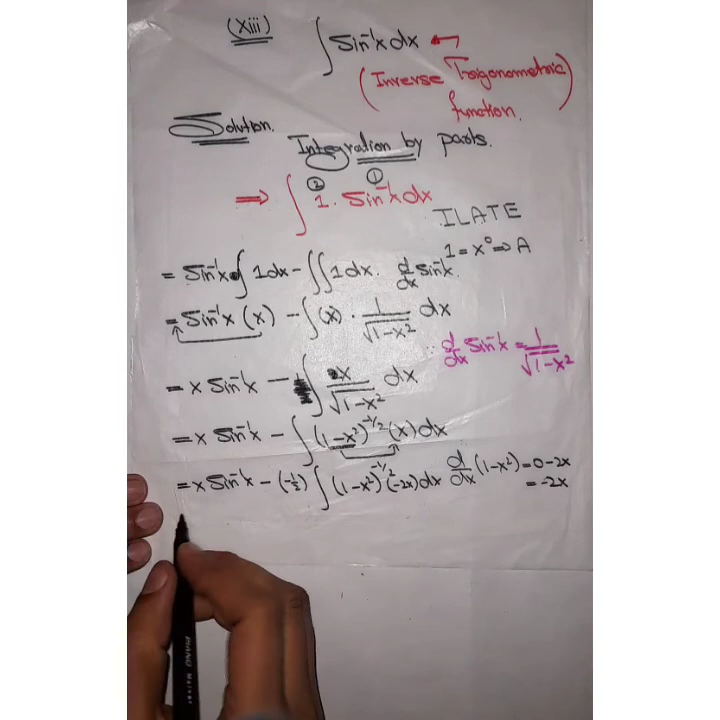 (xiii) ∫ Sin⁻¹x dx ←
(Inverse Trigonometric
function.)
Solution.
Integration by parts.
② ①
⇒ ∫ 1. Sin⁻¹x dx
ILATE
1 = x⁰ ⇒ A
= Sin⁻¹x ∫ 1dx - ∫∫ 1dx. d/dx Sin⁻¹x.
= Sin⁻¹x (x) - ∫(x) · 1/√(1-x²) dx
∵ d/dx Sin⁻¹x = 1/√(1-x²)
= x Sin⁻¹x - ∫ x/√(1-x²) dx
= x Sin⁻¹x - ∫ (1-x²)^(-1/2) (x) dx
= x Sin⁻¹x - (-1/2) ∫ (1-x²)^(-1/2) (-2x) dx
d/dx (1-x²) = 0-2x
= -2x
PIANO